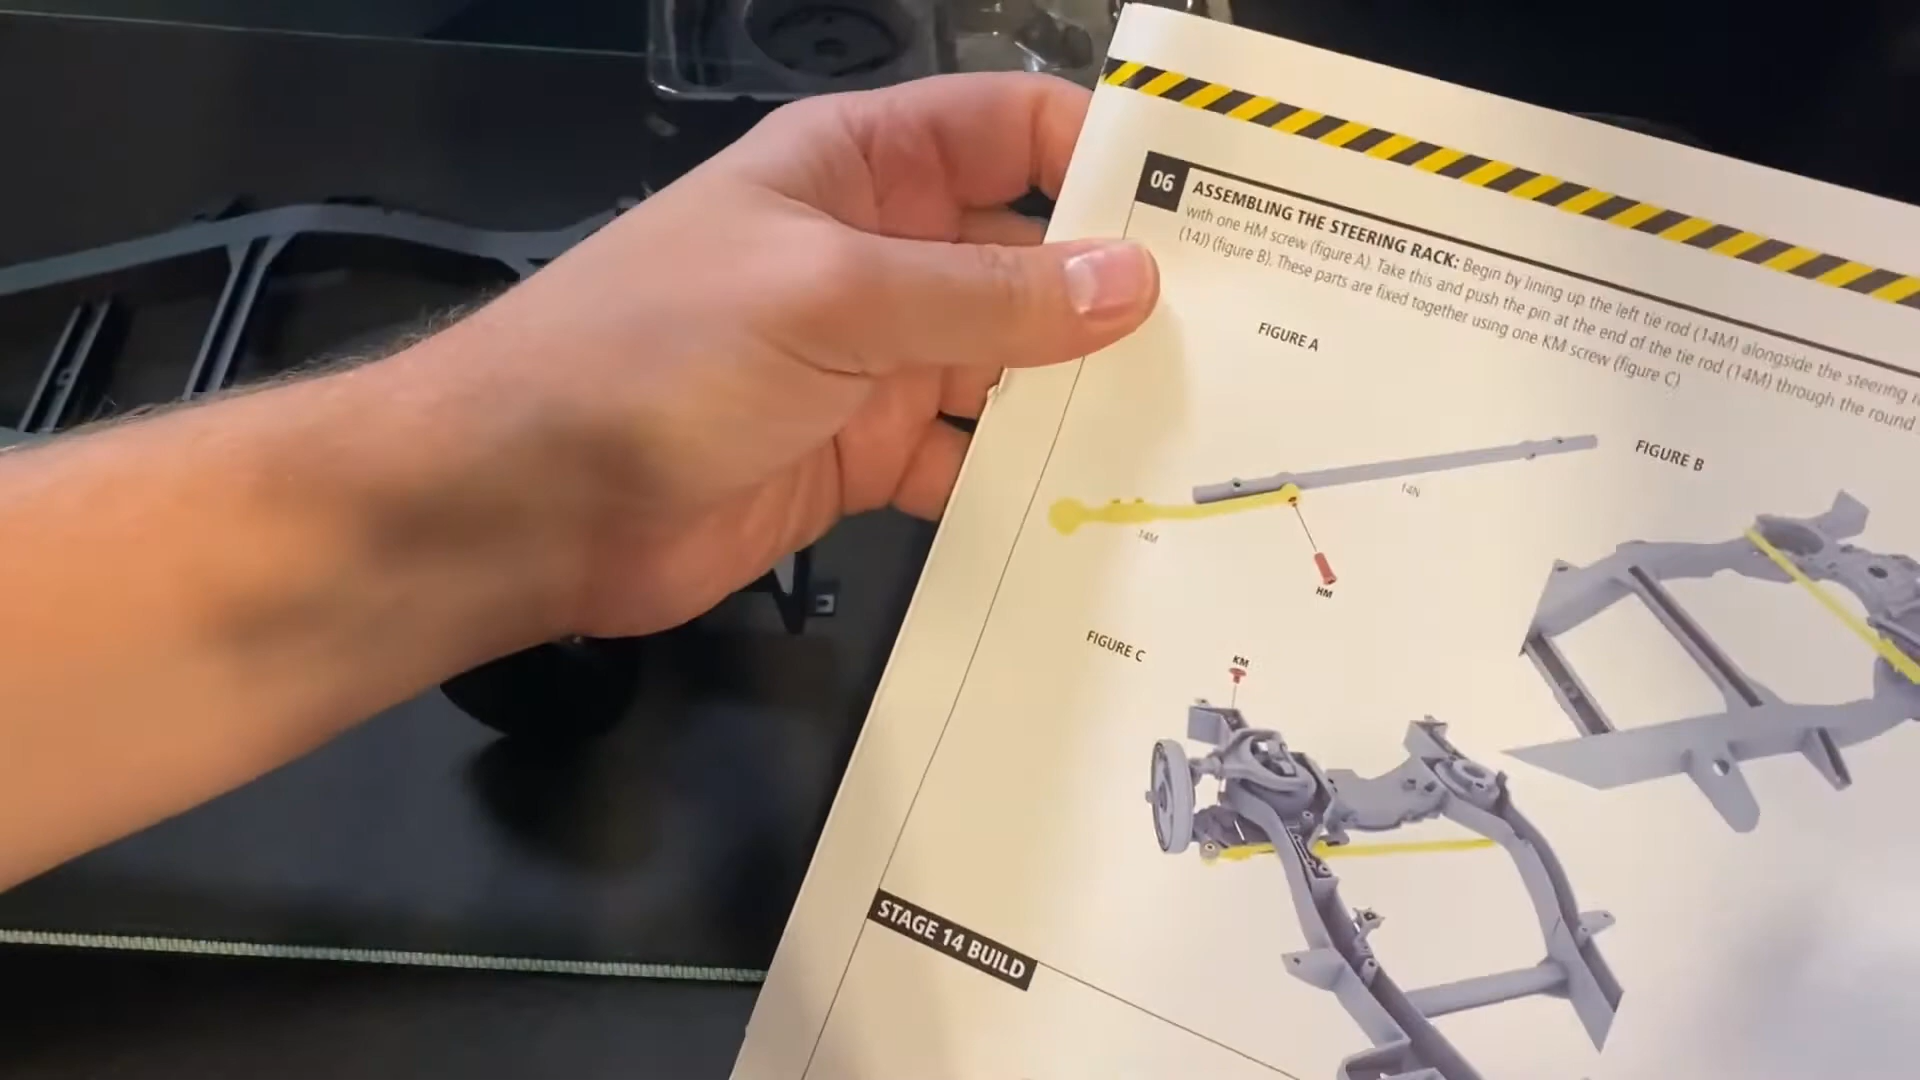 06
ASSEMBLING THE STEERING RACK: Begin by lining up the left tie rod (14M) alongside the steering
with one HM screw (figure A). Take this and push the pin at the end of the tie rod (14M) through the round
(14J) (figure B). These parts are fixed together using one KM screw (figure C)
FIGURE A
FIGURE B
14N
14M
HM
FIGURE C
KM
STAGE 14 BUILD